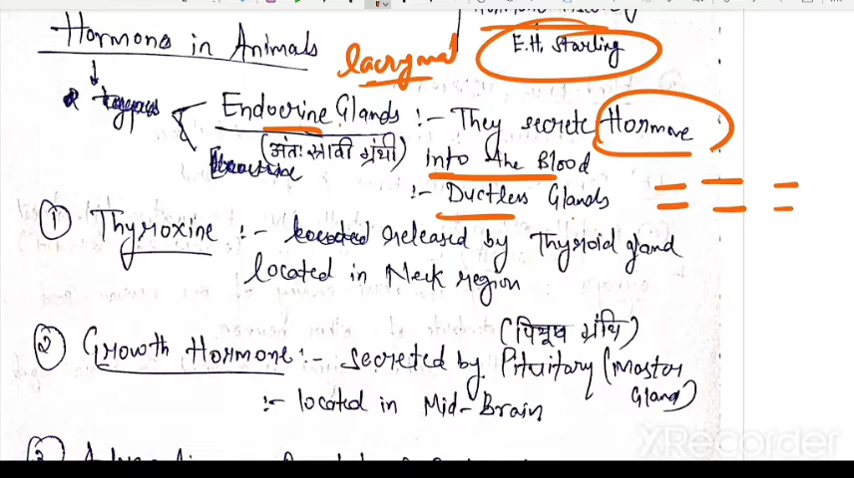 Hormons in Animals
lacrymal
E.H. Starling
Endocrine Glands :- They secrete Hormone
(अंतः स्रावी ग्रंथी) into the Blood
:- Ductless Glands
① Thyroxine :- released by Thyroid gland
located in Neck region
(पियूष ग्रंथि)
② Growth Hormone :- secreted by Pituitary (Master Gland)
:- located in Mid-Brain
XRecorder